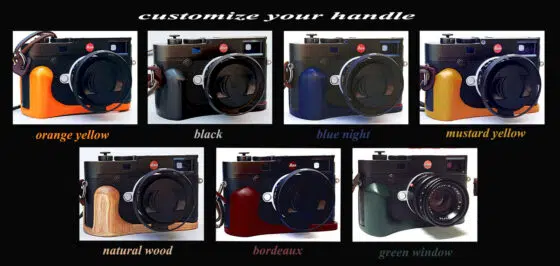 customize your handle
orange yellow
black
blue night
mustard yellow
natural wood
bordeaux
green window